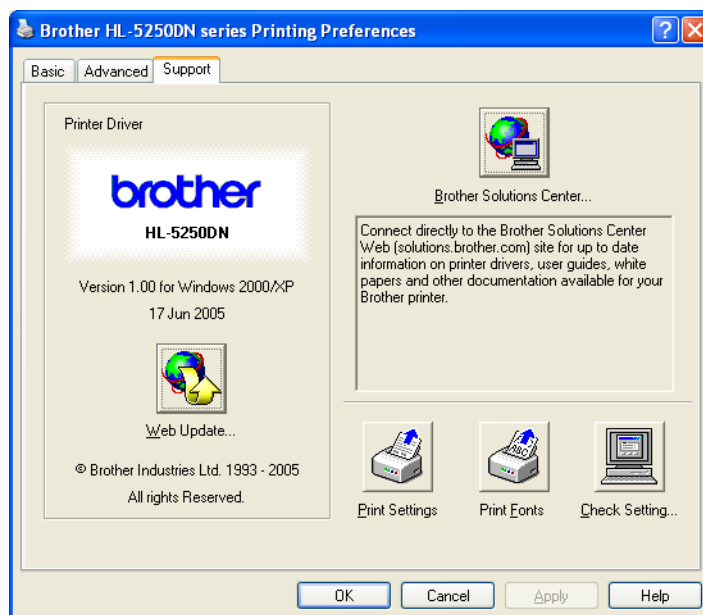 Brother HL-5250DN series Printing Preferences
Basic
Advanced
Support
Printer Driver
brother
HL-5250DN
Version 1.00 for Windows 2000/XP
17 Jun 2005
Web Update...
© Brother Industries Ltd. 1993 - 2005
All rights Reserved.
Brother Solutions Center...
Connect directly to the Brother Solutions Center
Web (solutions.brother.com) site for up to date
information on printer drivers, user guides, white
papers and other documentation available for your
Brother printer.
Print Settings
Print Fonts
Check Setting...
OK
Cancel
Apply
Help